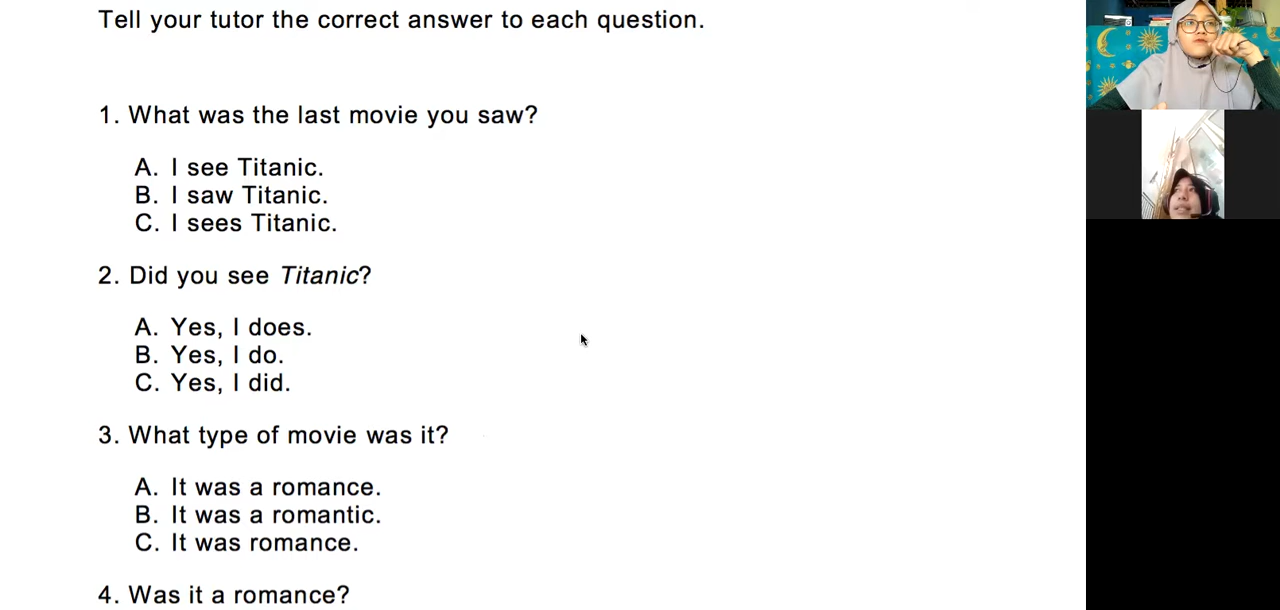 Tell your tutor the correct answer to each question.
1. What was the last movie you saw?
A. I see Titanic.
B. I saw Titanic.
C. I sees Titanic.
2. Did you see Titanic?
A. Yes, I does.
B. Yes, I do.
C. Yes, I did.
3. What type of movie was it?
A. It was a romance.
B. It was a romantic.
C. It was romance.
4. Was it a romance?